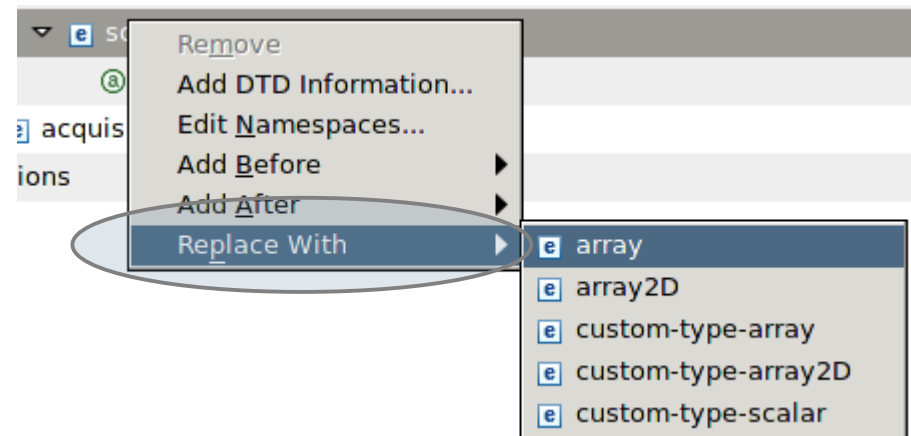 Remove
Add DTD Information...
acquis
Edit Namespaces...
ions
Add Before
Add After
Replace With
array
array2D
custom-type-array
custom-type-array2D
custom-type-scalar